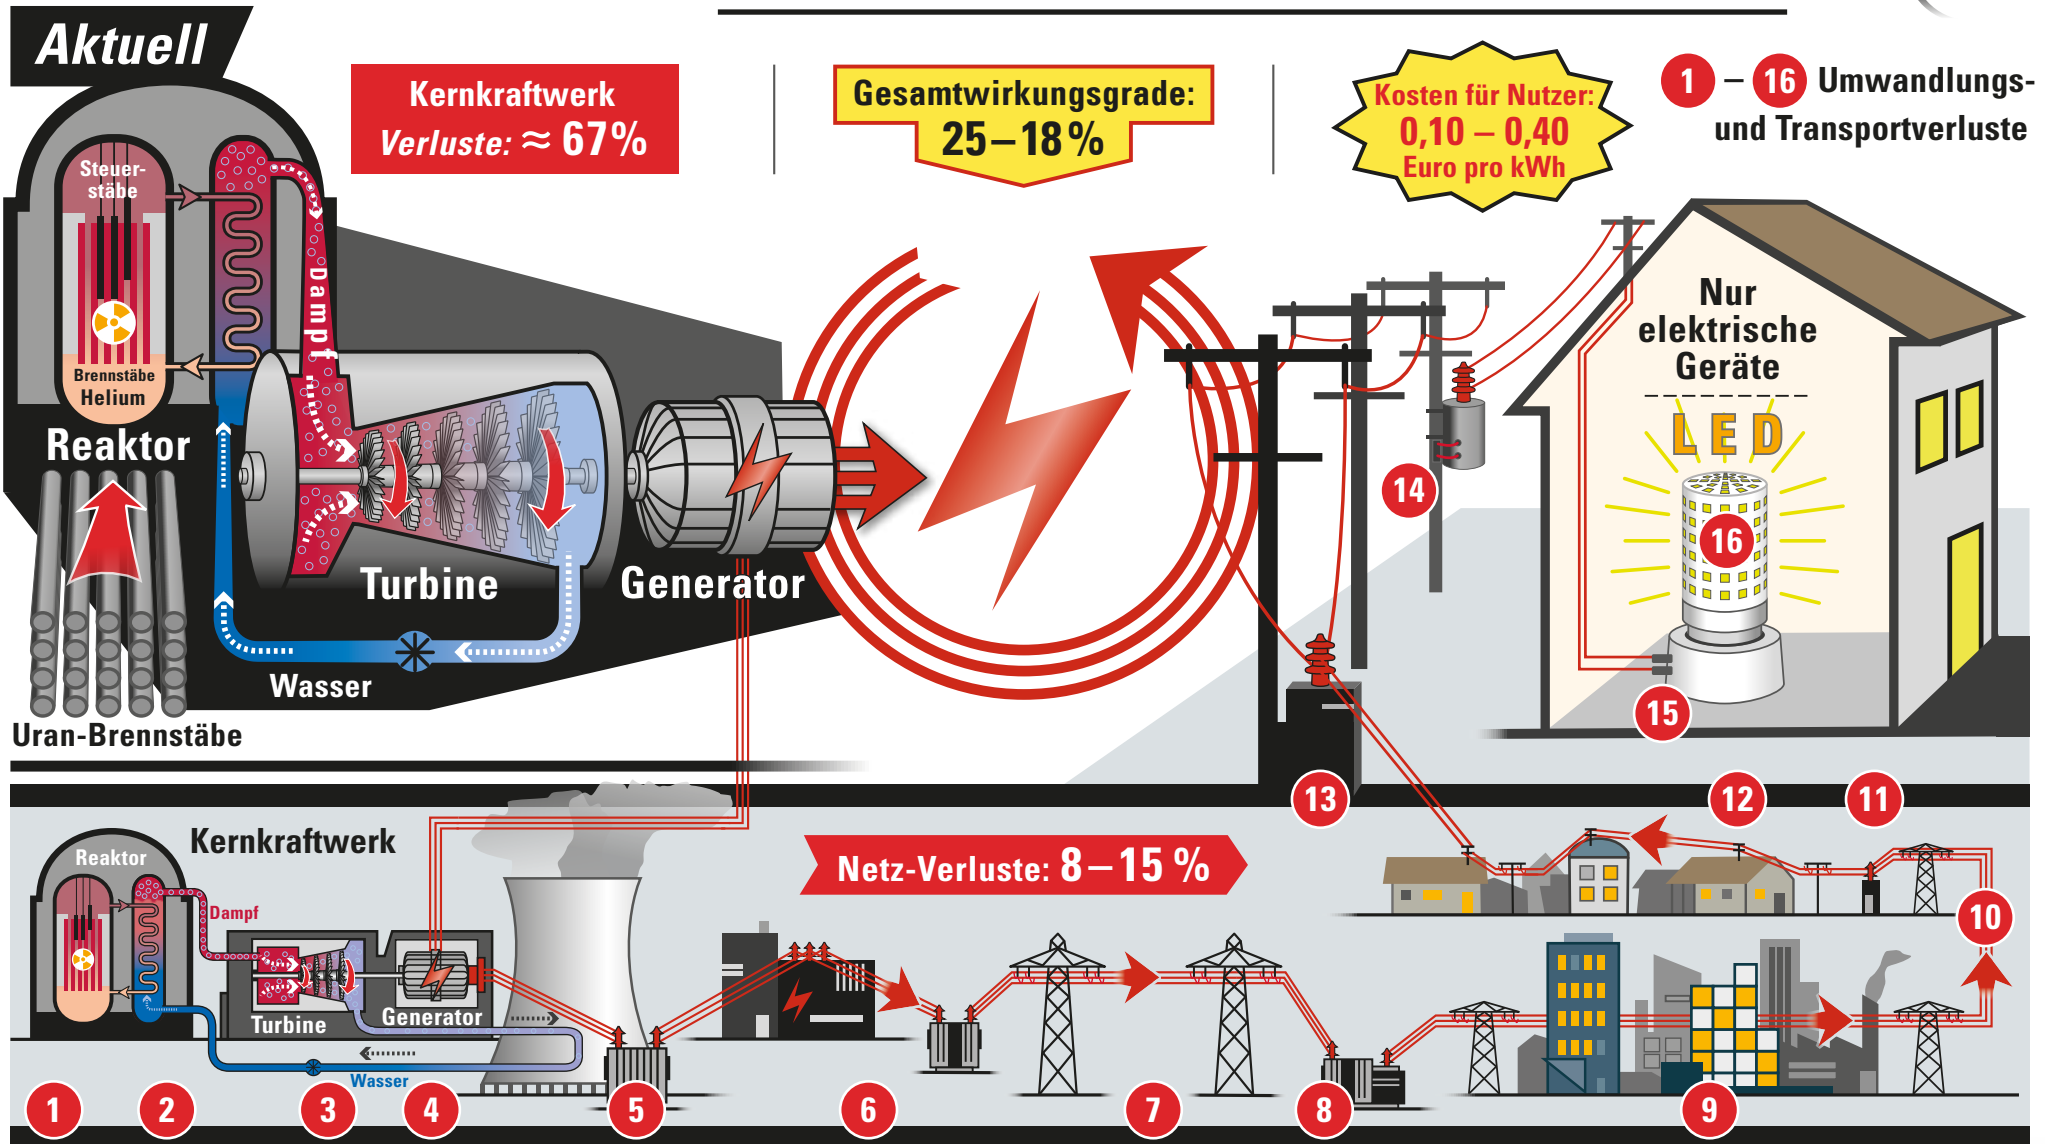 Aktuell
Kernkraftwerk
Verluste: ≈ 67%
Gesamtwirkungsgrade:
25–18 %
Kosten für Nutzer:
0,10 – 0,40
Euro pro kWh
1 – 16 Umwandlungs-
und Transportverluste
Steuer-
stäbe
Dampf
Brennstäbe
Helium
Reaktor
Turbine
Generator
Wasser
Uran-Brennstäbe
Nur
elektrische
Geräte
LED
14
16
15
13
12
11
Kernkraftwerk
Reaktor
Dampf
Turbine
Generator
Wasser
Netz-Verluste: 8–15 %
10
1
2
3
4
5
6
7
8
9